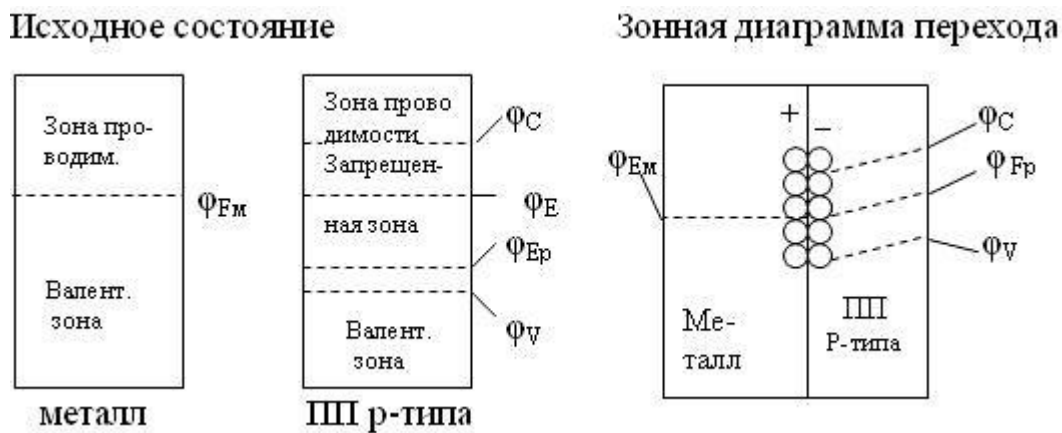 Исходное состояние
Зонная диаграмма перехода
Зона про-
водим.
φFм
Валент.
зона
металл
Зона прово
димости
Запрещен-
ная зона
Валент.
зона
φC
φE
φEp
φV
ПП р-типа
+
–
φEм
φC
φFp
φV
Ме-
талл
ПП
Р-типа